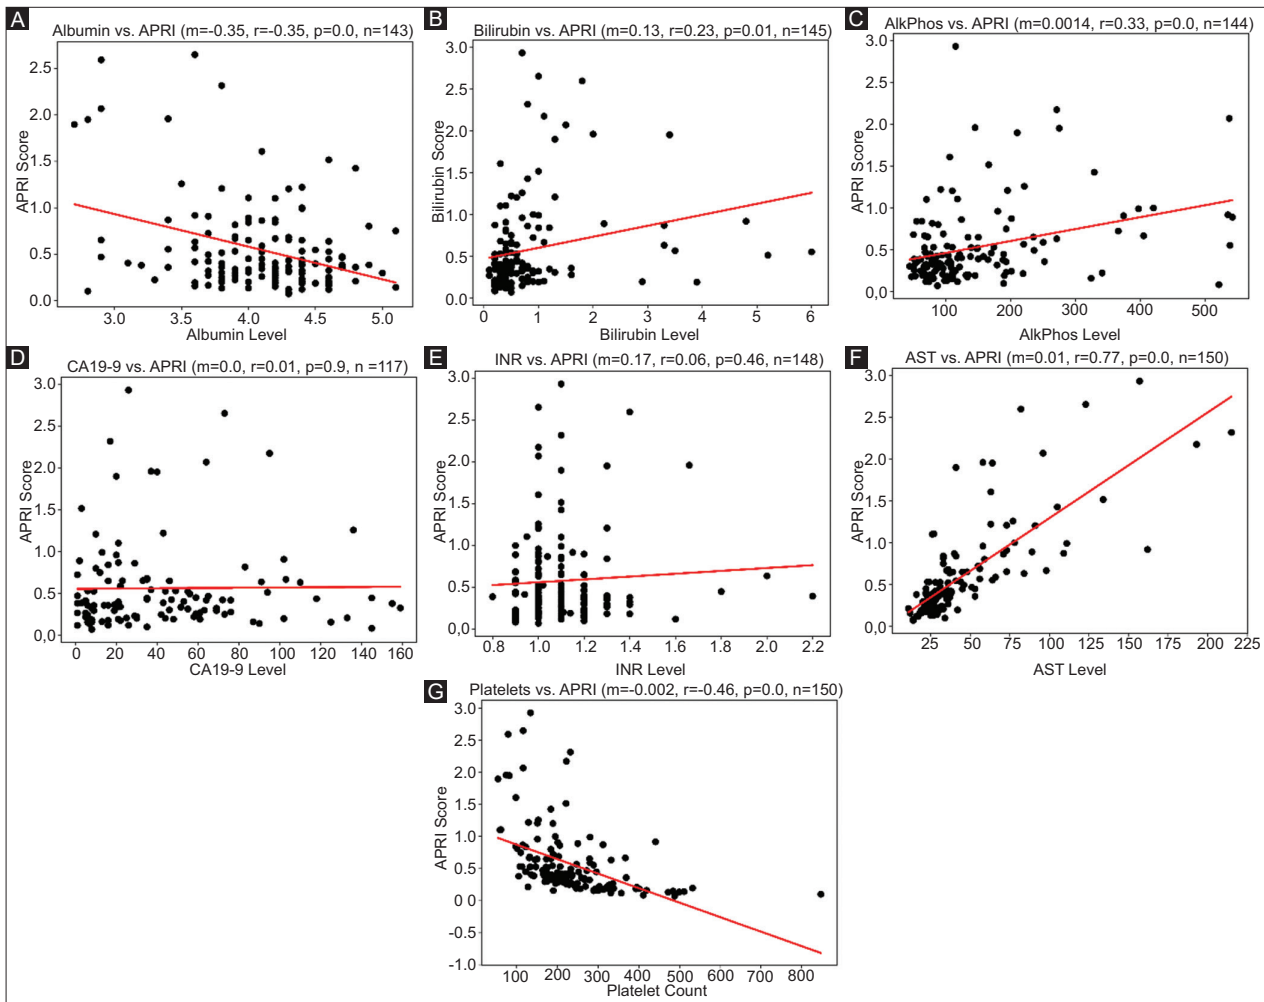 A
Albumin vs. APRI (m=-0.35, r=-0.35, p=0.0, n=143)
APRI Score
2.5
2.0
1.5
1.0
0.5
0.0
3.0 3.5 4.0 4.5 5.0
Albumin Level
B
Bilirubin vs. APRI (m=0.13, r=0.23, p=0.01, n=145)
Bilirubin Score
3.0
2.5
2.0
1.5
1.0
0.5
0.0
0 1 2 3 4 5 6
Bilirubin Level
C
AlkPhos vs. APRI (m=0.0014, r=0.33, p=0.0, n=144)
APRI Score
3.0
2.5
2.0
1.5
1.0
0.5
0.0
100 200 300 400 500
AlkPhos Level
D
CA19-9 vs. APRI (m=0.0, r=0.01, p=0.9, n =117)
APRI Score
3.0
2.5
2.0
1.5
1.0
0,5
0,0
0 20 40 60 80 100 120 140 160
CA19-9 Level
E
INR vs. APRI (m=0.17, r=0.06, p=0.46, n=148)
APRI Score
3.0
2.5
2.0
1.5
1.0
0.5
0.0
0.8 1.0 1.2 1.4 1.6 1.8 2.0 2.2
INR Level
F
AST vs. APRI (m=0.01, r=0.77, p=0.0, n=150)
APRI Score
3.0
2.5
2.0
1.5
1.0
0.5
0.0
25 50 75 100 125 150 175 200 225
AST Level
G
Platelets vs. APRI (m=-0.002, r=-0.46, p=0.0, n=150)
APRI Score
3.0
2.5
2.0
1.5
1.0
0.5
0.0
-0.5
-1.0
100 200 300 400 500 600 700 800
Platelet Count